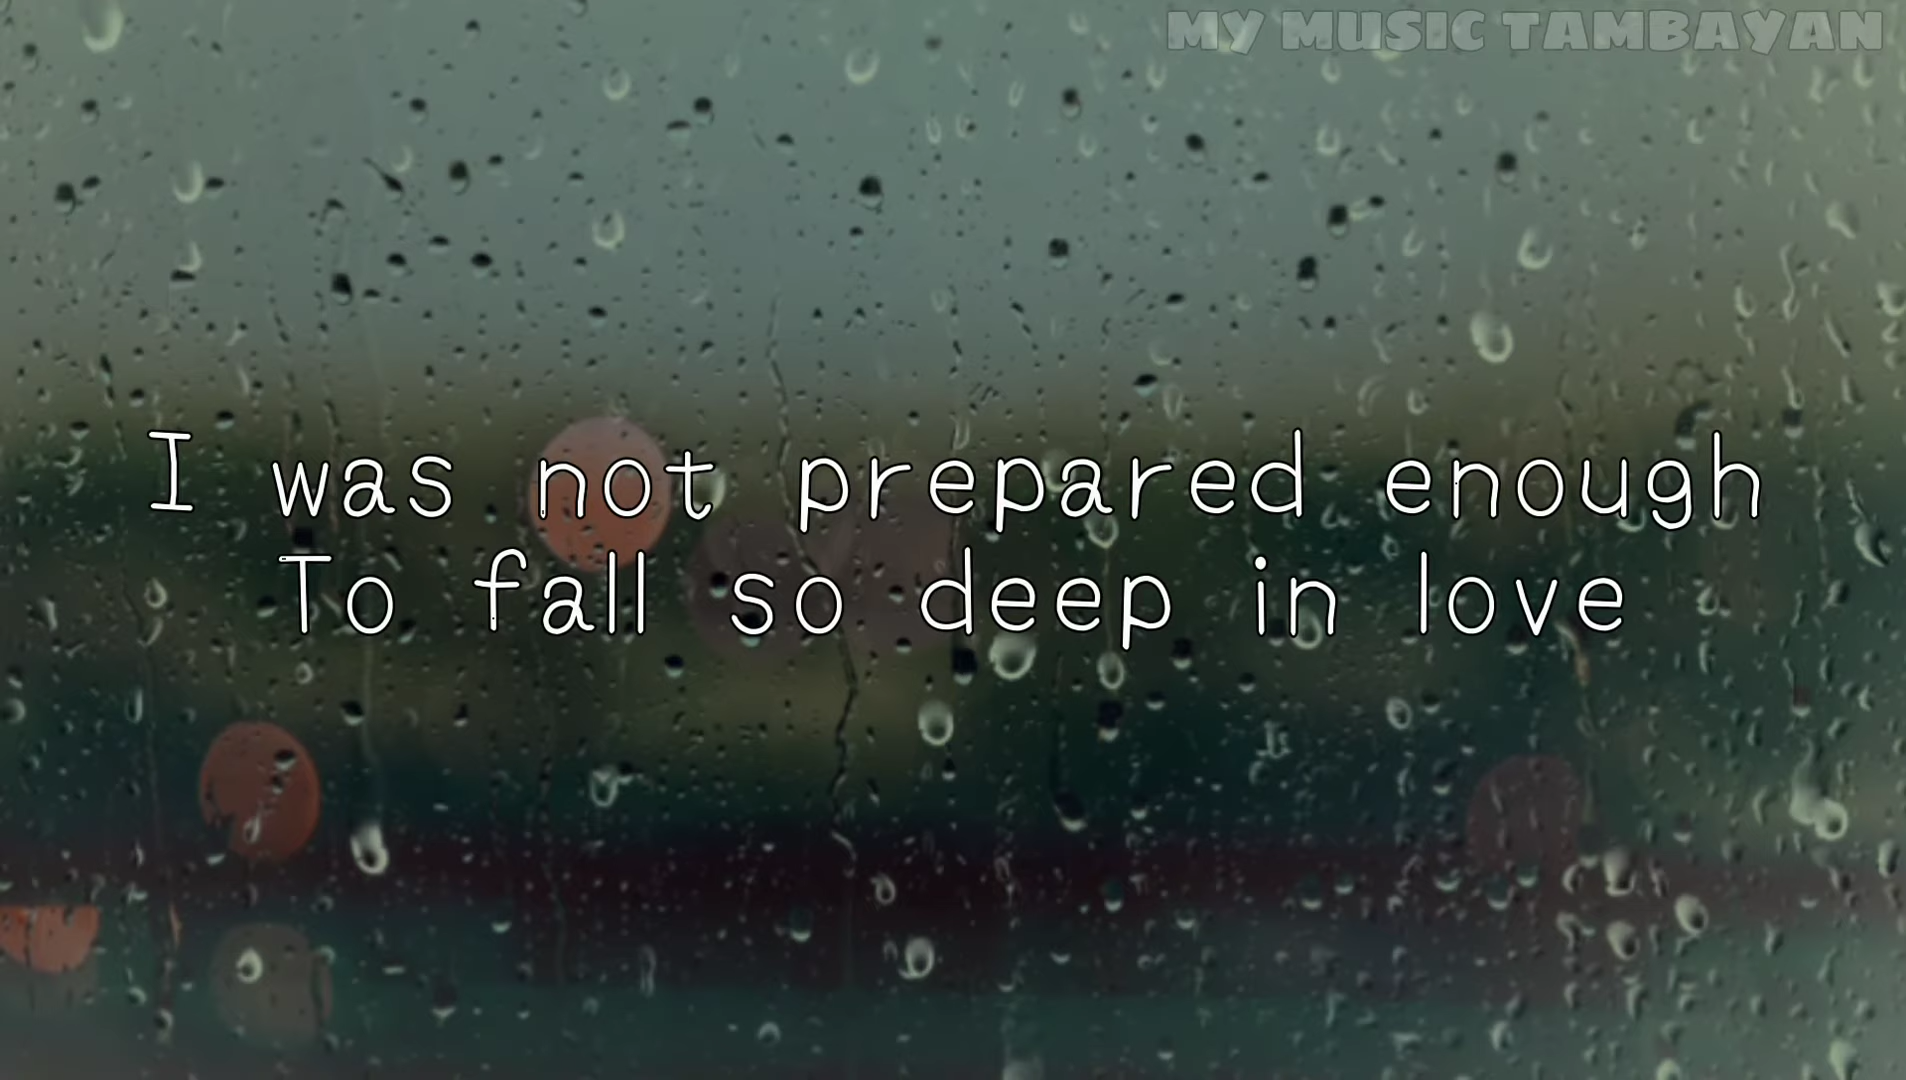 MY MUSIC TAMBAYAN
I was not prepared enough
To fall so deep in love